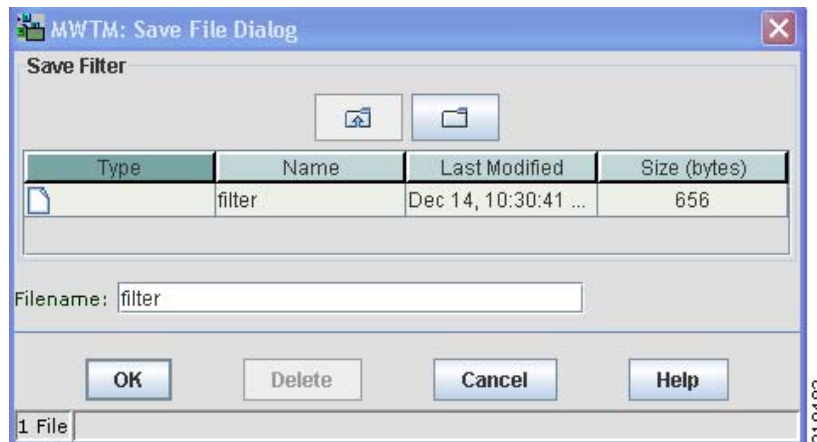 MWTM: Save File Dialog
Save Filter
Type Name Last Modified Size (bytes)
filter Dec 14, 10:30:41 ... 656
Filename: filter
OK Delete Cancel Help
1 File